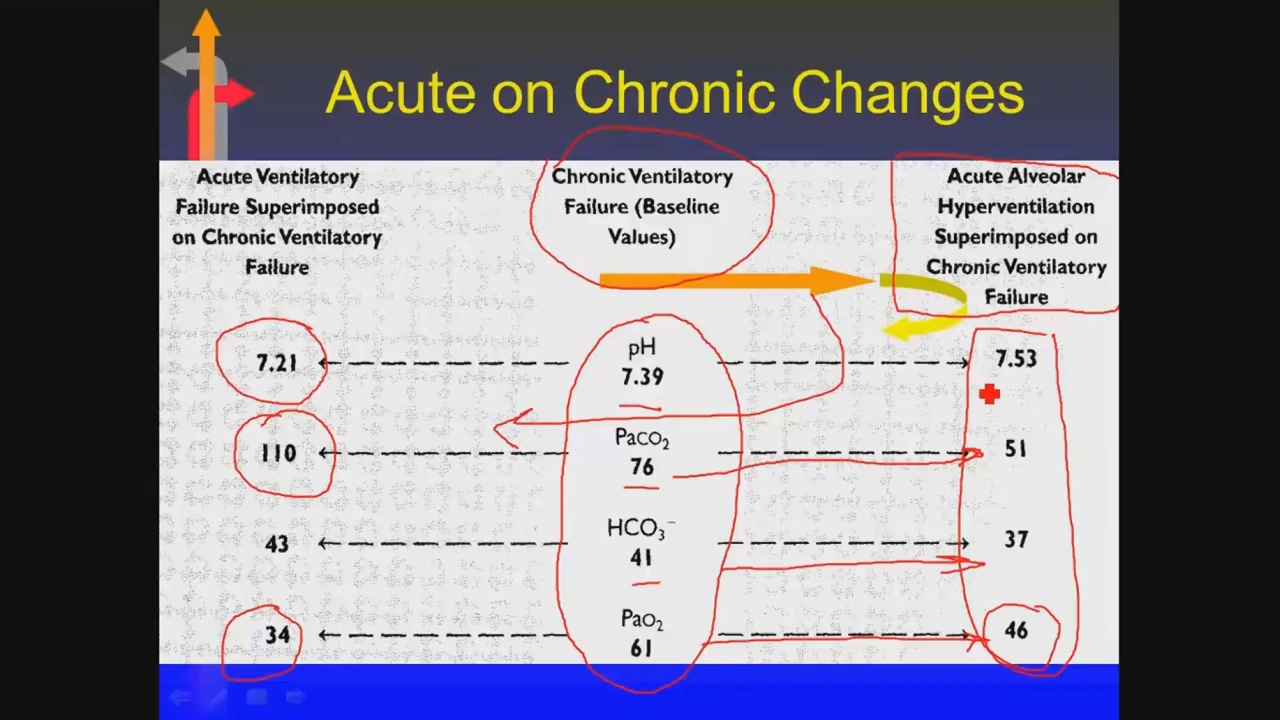 Acute on Chronic Changes
Acute Ventilatory
Failure Superimposed
on Chronic Ventilatory
Failure
Chronic Ventilatory
Failure (Baseline
Values)
Acute Alveolar
Hyperventilation
Superimposed on
Chronic Ventilatory
Failure
pH
7.21 7.39 7.53
PaCO₂
110 76 51
HCO₃⁻
43 41 37
PaO₂
34 61 46